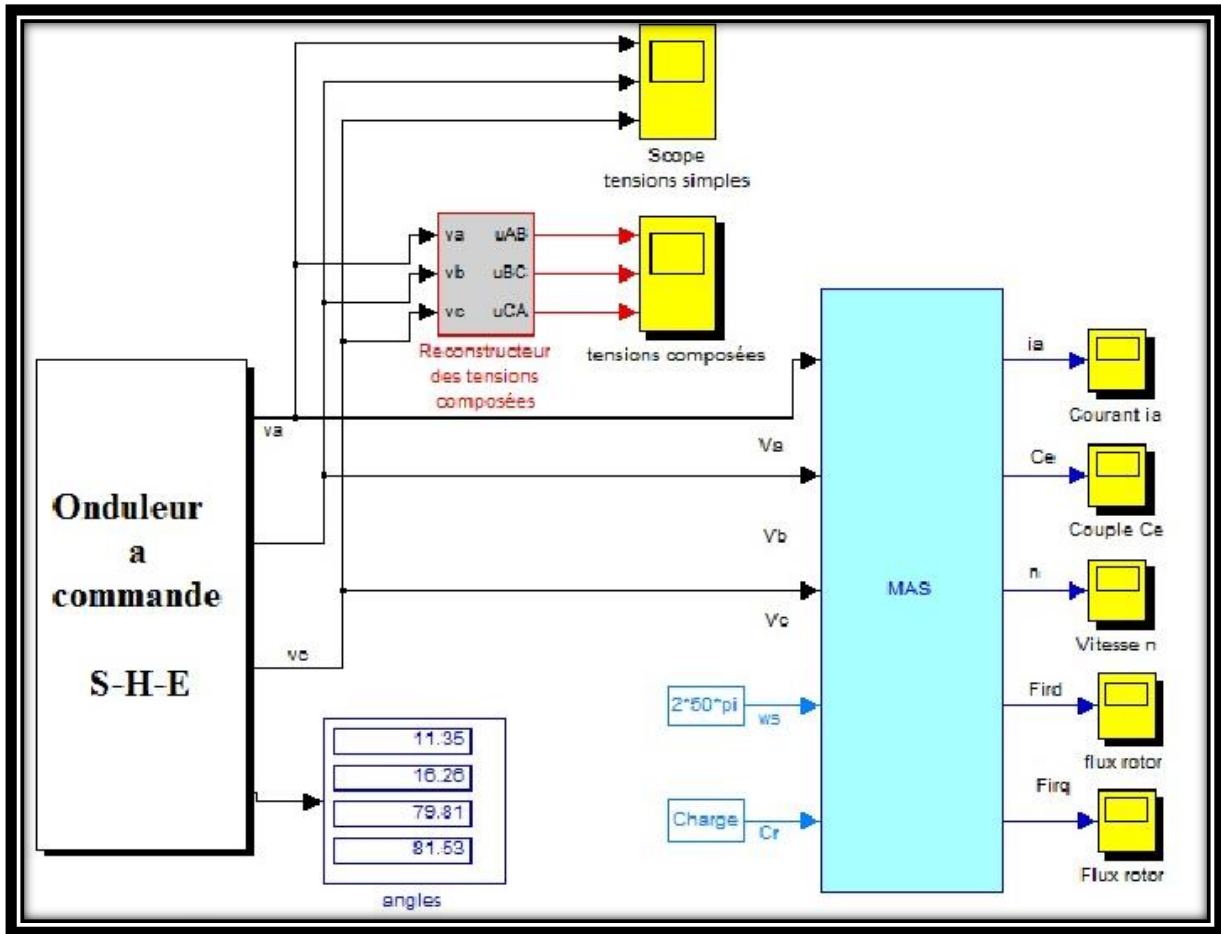 Scope
tensions simples
va uAB
vb uBC
vc uCA
Reconstructeur
des tensions
composées
tensions composées
Onduleur
a
commande
S-H-E
va
vc
Va
Vb
Vc
MAS
2*50*pi
ws
Charge
Cr
ia
Courant ia
Ce
Couple Ce
n
Vitesse n
Fird
flux rotor
Firq
Flux rotor
11.35
16.26
79.81
81.53
angles